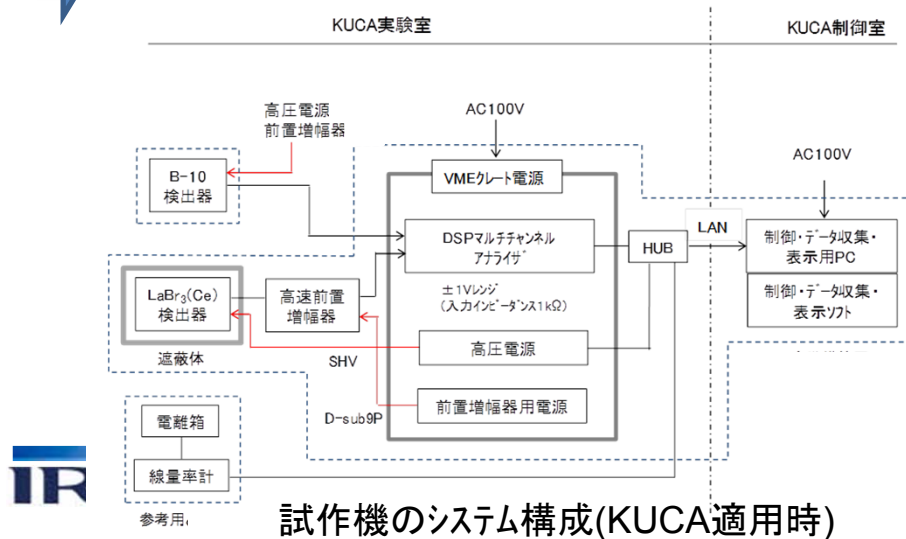 KUCA実験室
KUCA制御室
高圧電源
前置増幅器
AC100V
AC100V
B-10
検出器
VMEｸﾚｰﾄ電源
DSPﾏﾙﾁﾁｬﾝﾈﾙ
ｱﾅﾗｲｻﾞ
±1Vﾚﾝｼﾞ
(入力ｲﾝﾋﾟｰﾀﾞﾝｽ1kΩ)
HUB
LAN
制御・ﾃﾞｰﾀ収集・
表示用PC
制御・ﾃﾞｰﾀ収集・
表示ｿﾌﾄ
LaBr₃(Ce)
検出器
高速前置
増幅器
遮蔽体
SHV
高圧電源
D-sub9P
前置増幅器用電源
電離箱
線量率計
IR
参考用
試作機のｼｽﾃﾑ構成(KUCA適用時)